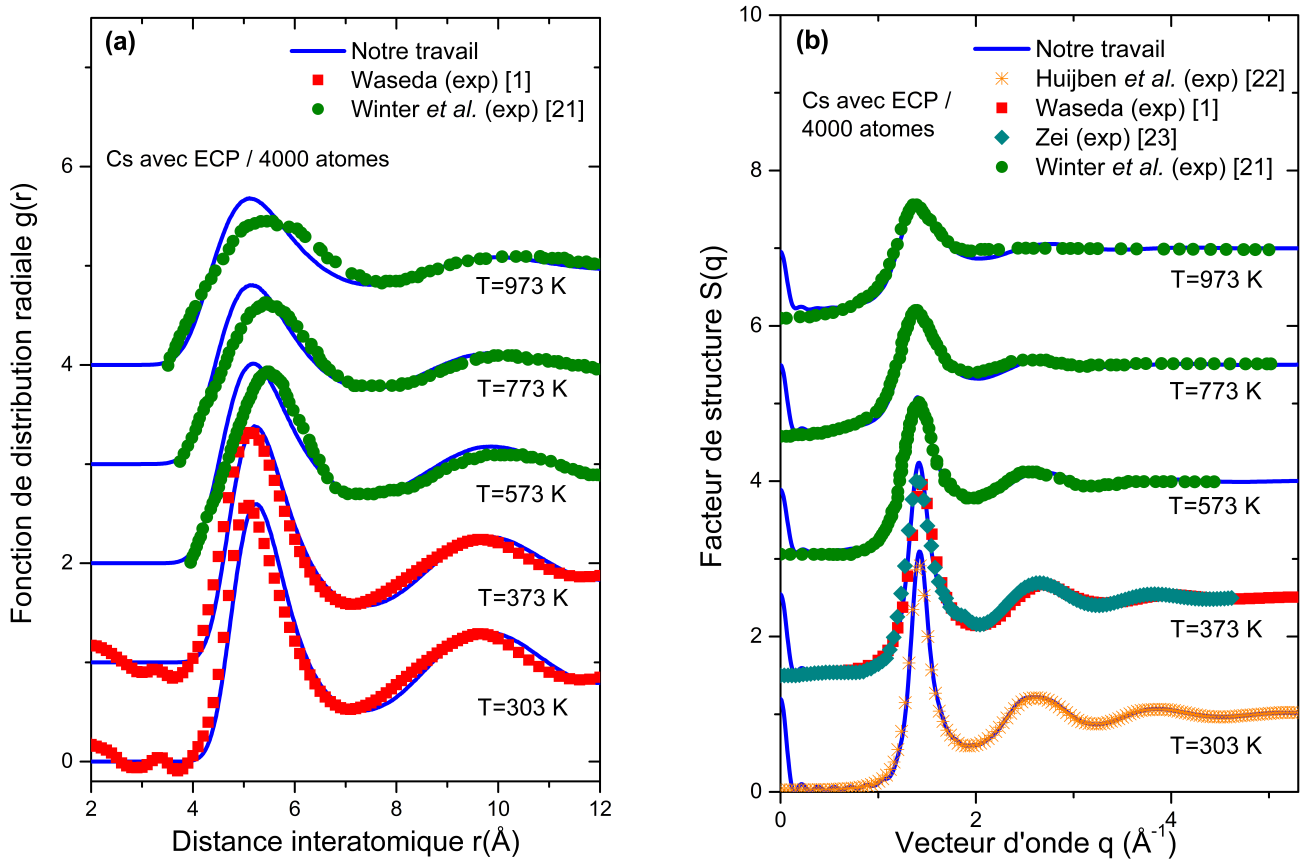 (a)
Notre travail
Waseda (exp) [1]
Winter et al. (exp) [21]
Cs avec ECP / 4000 atomes
T=973 K
T=773 K
T=573 K
T=373 K
T=303 K
Fonction de distribution radiale g(r)
6
4
2
0
2
4
6
8
10
12
Distance interatomique r(Å)
(b)
Notre travail
Huijben et al. (exp) [22]
Waseda (exp) [1]
Zei (exp) [23]
Winter et al. (exp) [21]
Cs avec ECP /
4000 atomes
T=973 K
T=773 K
T=573 K
T=373 K
T=303 K
Facteur de structure S(q)
10
8
6
4
2
0
0
2
4
Vecteur d'onde q (Å⁻¹)